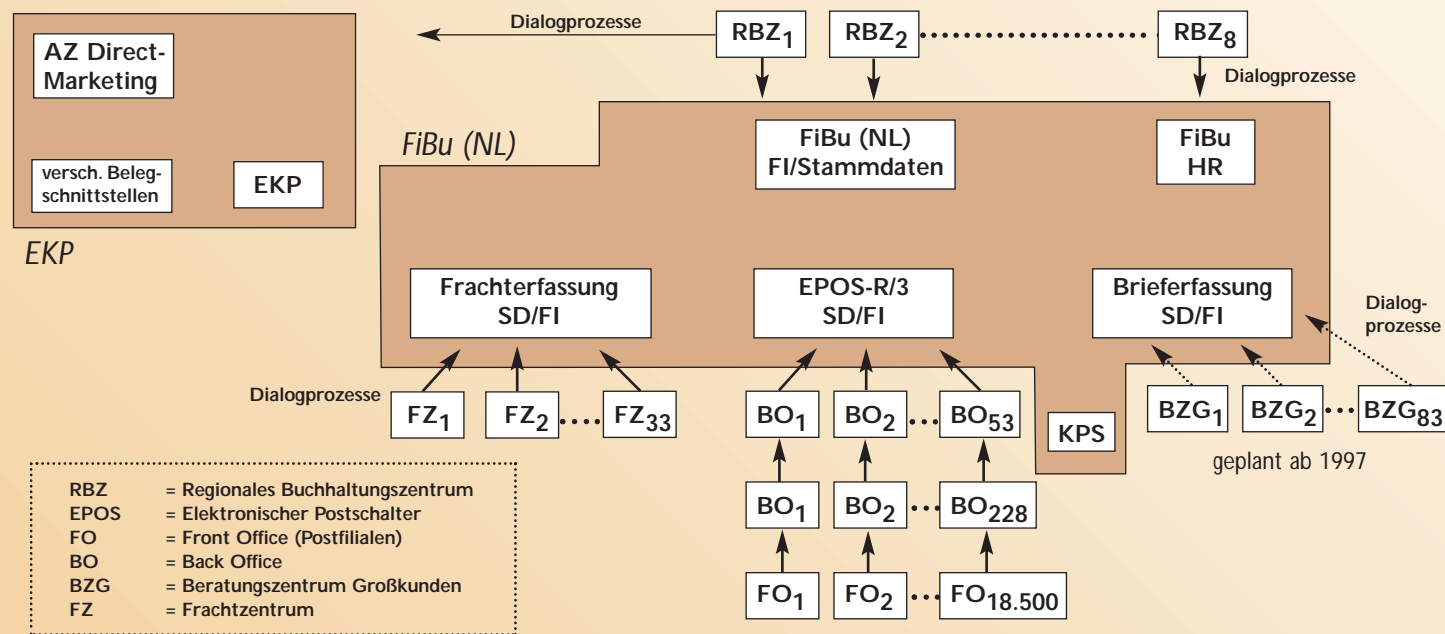 Dialogprozesse
RBZ1
RBZ2
RBZ8
Dialogprozesse
AZ Direct-
Marketing
versch. Beleg-
schnittstellen
EKP
EKP
FiBu (NL)
FiBu (NL)
FI/Stammdaten
FiBu
HR
Frachterfassung
SD/FI
EPOS-R/3
SD/FI
Brieferfassung
SD/FI
Dialog-
prozesse
Dialogprozesse
FZ1
FZ2
FZ33
BO1
BO2
BO53
KPS
BZG1
BZG2
BZG83
geplant ab 1997
BO1
BO2
BO228
FO1
FO2
FO18.500
RBZ = Regionales Buchhaltungszentrum
EPOS = Elektronischer Postschalter
FO = Front Office (Postfilialen)
BO = Back Office
BZG = Beratungszentrum Großkunden
FZ = Frachtzentrum